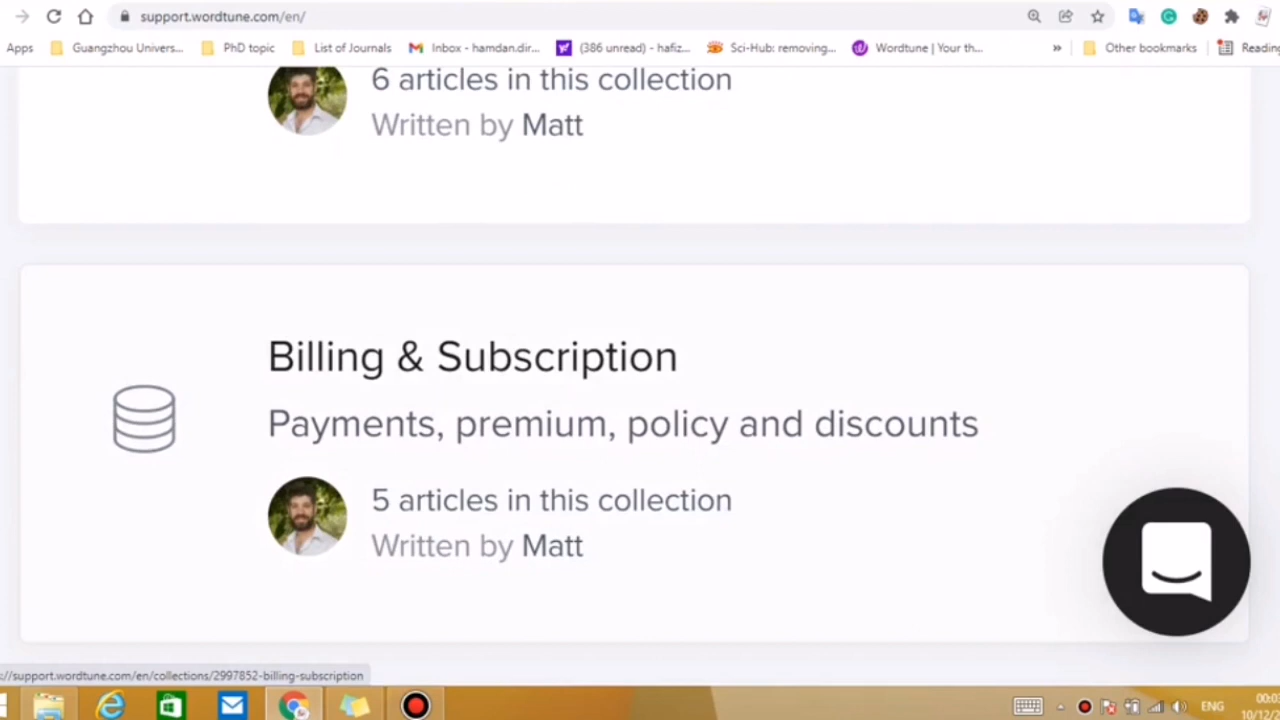 support.wordtune.com/en/
Apps Guangzhou Univers... PhD topic List of Journals Inbox - hamdan.dir... (386 unread) - hafiz... Sci-Hub: removing... Wordtune | Your th... » Other bookmarks
6 articles in this collection
Written by Matt
Billing & Subscription
Payments, premium, policy and discounts
5 articles in this collection
Written by Matt
://support.wordtune.com/en/collections/2997852-billing-subscription
ENG